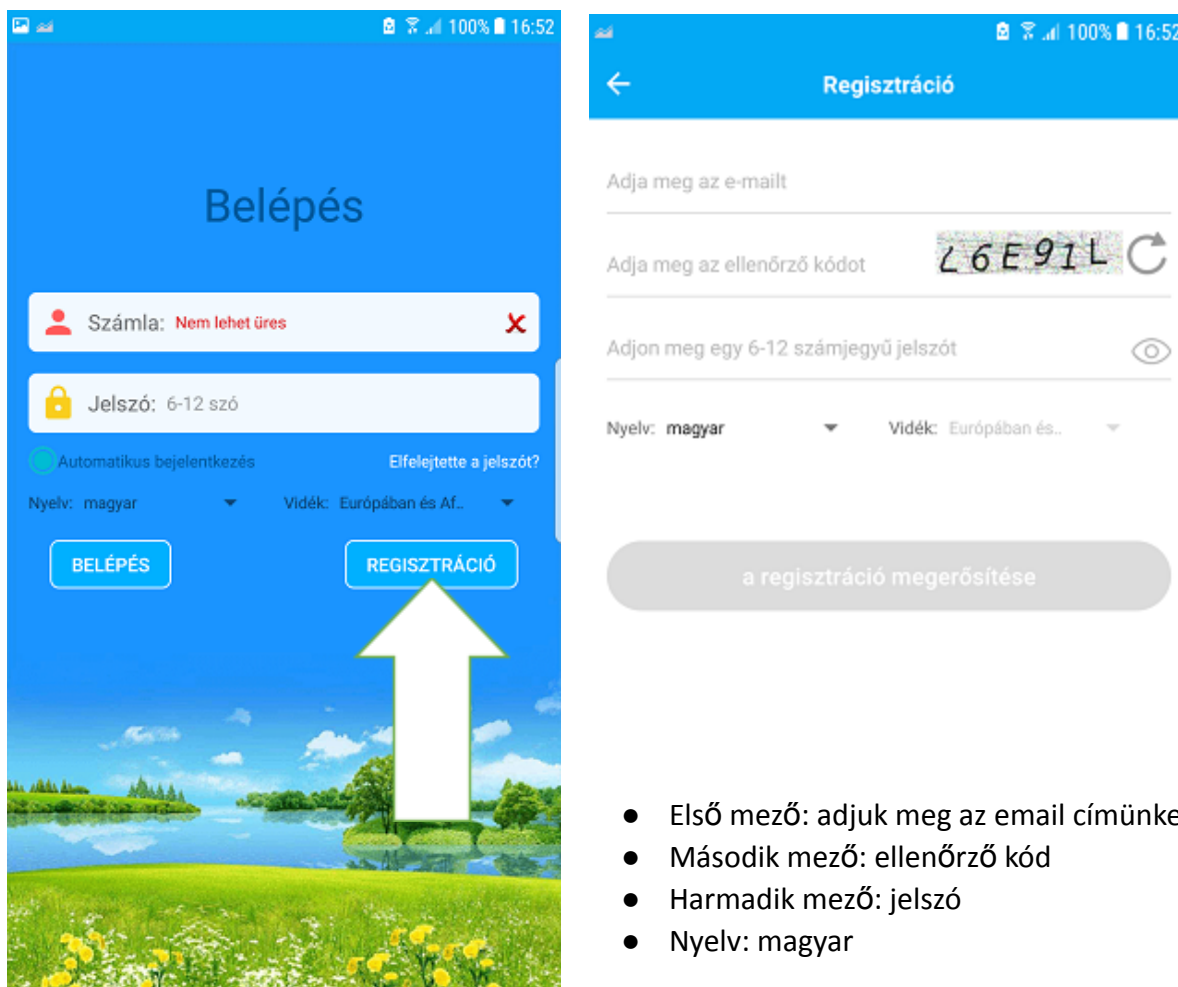 100% 16:52
Belépés
Számla: Nem lehet üres
Jelszó: 6-12 szó
Automatikus bejelentkezés Elfelejtette a jelszót?
Nyelv: magyar Vidék: Európában és Af..
BELÉPÉS REGISZTRÁCIÓ
100% 16:52
Regisztráció
Adja meg az e-mailt
Adja meg az ellenőrző kódot L6E91L
Adjon meg egy 6-12 számjegyű jelszót
Nyelv: magyar Vidék: Európában és..
a regisztráció megerősítése
● Első mező: adjuk meg az email címünke
● Második mező: ellenőrző kód
● Harmadik mező: jelszó
● Nyelv: magyar